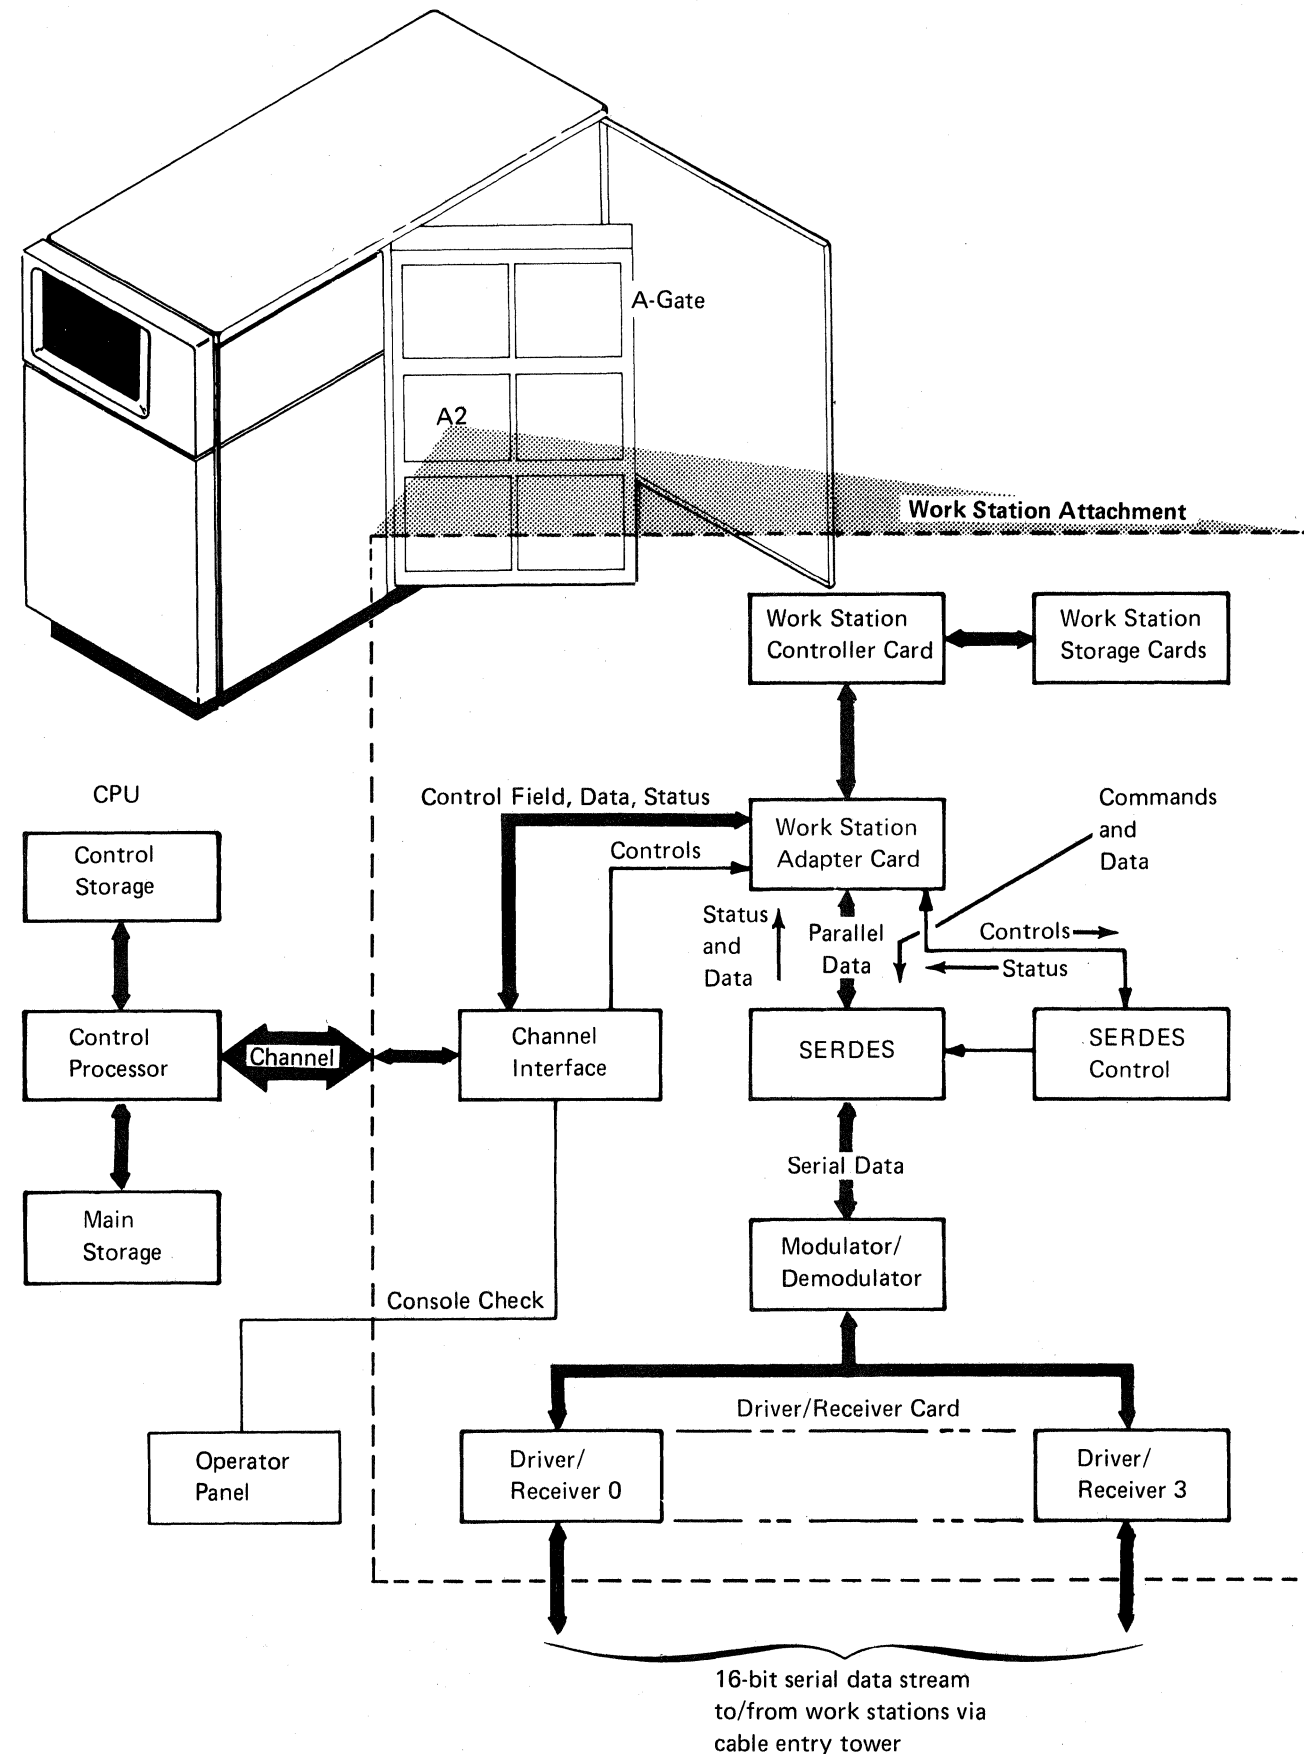 A-Gate
A2
Work Station Attachment
Work Station
Controller Card
Work Station
Storage Cards
CPU
Control Field, Data, Status
Commands
and
Data
Control
Storage
Work Station
Adapter Card
Controls
Status
and
Data
Parallel
Data
Controls
Status
Control
Processor
Channel
Channel
Interface
SERDES
SERDES
Control
Serial Data
Main
Storage
Modulator/
Demodulator
Console Check
Driver/Receiver Card
Operator
Panel
Driver/
Receiver 0
Driver/
Receiver 3
16-bit serial data stream
to/from work stations via
cable entry tower